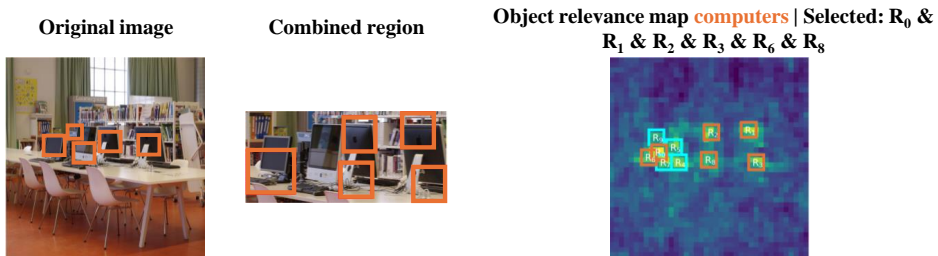 Original image
Combined region
Object relevance map computers | Selected: R0 &
R1 & R2 & R3 & R6 & R8